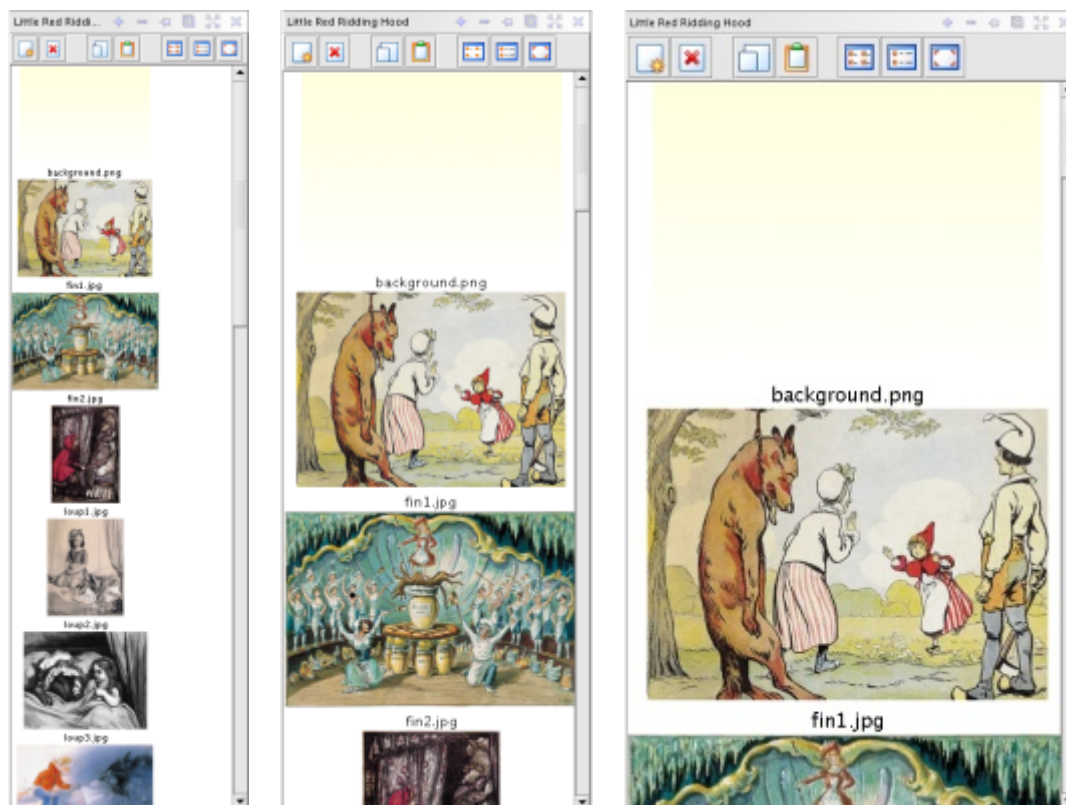 Little Red Riddi...
background.png
fin1.jpg
fin2.jpg
loup1.jpg
loup2.jpg
loup3.jpg
Little Red Ridding Hood
background.png
fin1.jpg
fin2.jpg
Little Red Ridding Hood
background.png
fin1.jpg